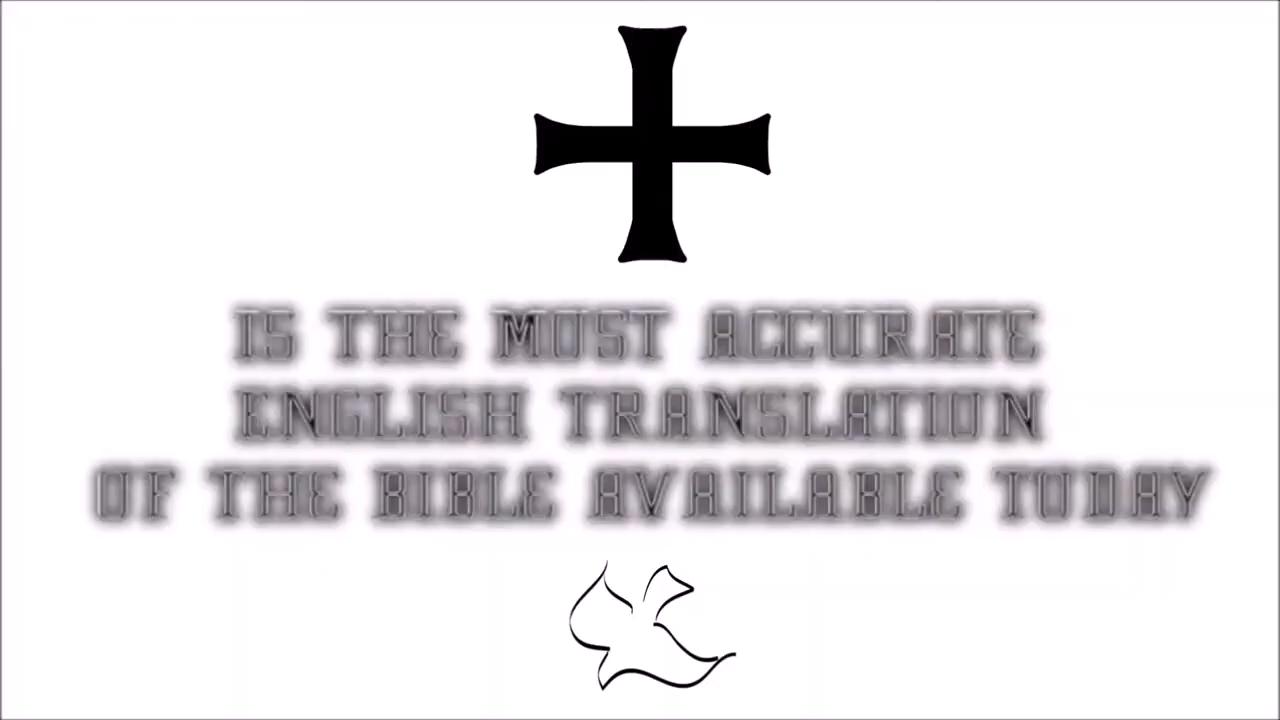 IS THE MOST ACCURATE
ENGLISH TRANSLATION
OF THE BIBLE AVAILABLE TODAY